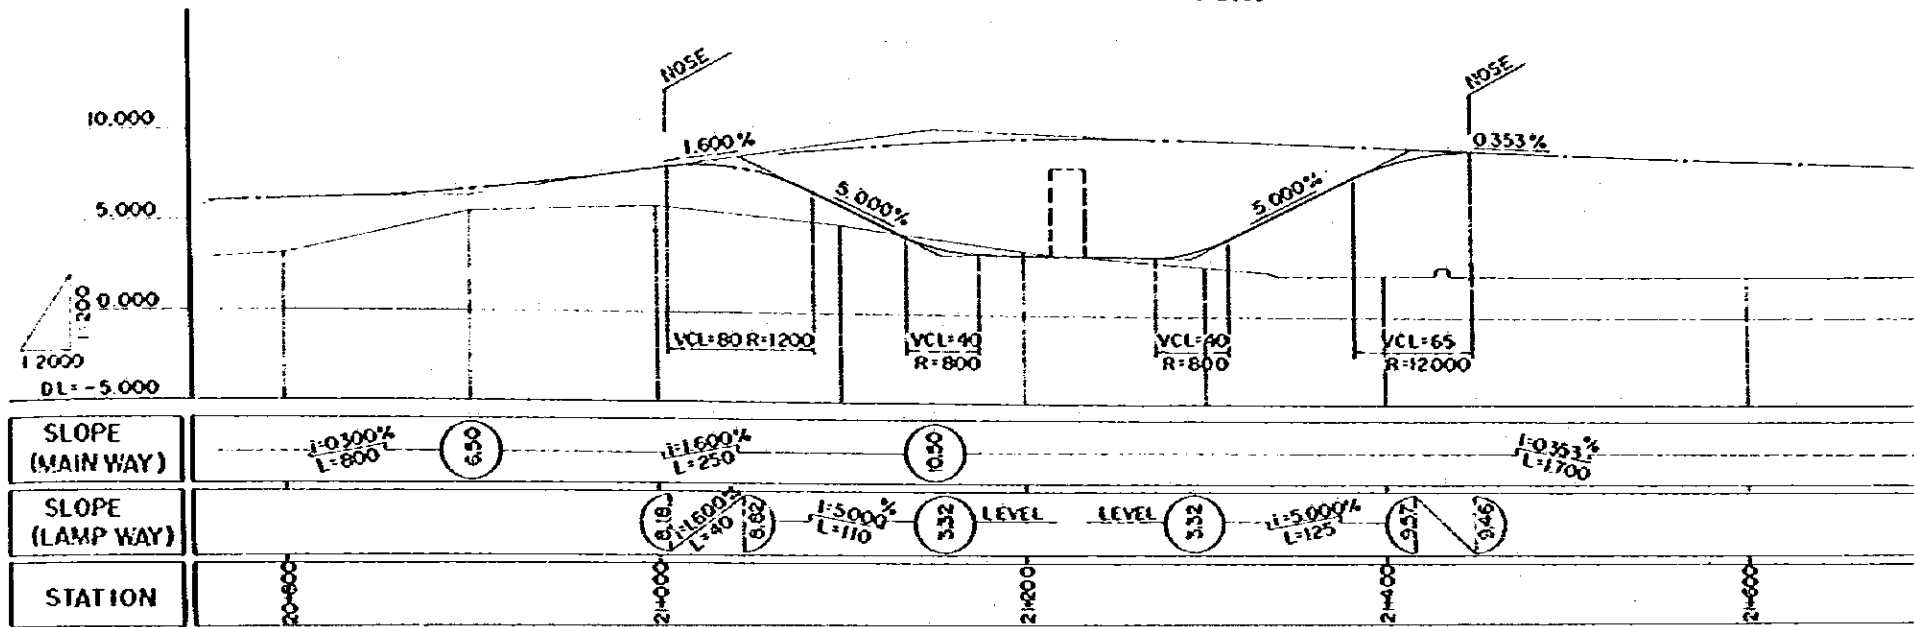 NOSE
NOSE
10.000
1.600%
0.353%
5.000
5.000%
5.000%
0.000
1:200
1:2000
VCL=80 R=1200
VCL=40
R=800
VCL=40
R=800
VCL=65
R=12000
DL=-5.000
SLOPE
(MAIN WAY)
i=0.300%
L=800
6.50
i=1.600%
L=250
10.50
i=0.353%
L=1700
SLOPE
(LAMP WAY)
8.18
i=1.600%
L=40
8.82
i=5.000%
L=110
3.32
LEVEL
LEVEL
3.32
i=5.000%
L=125
9.57
9.46
STATION
20+800
21+000
21+200
21+400
21+600